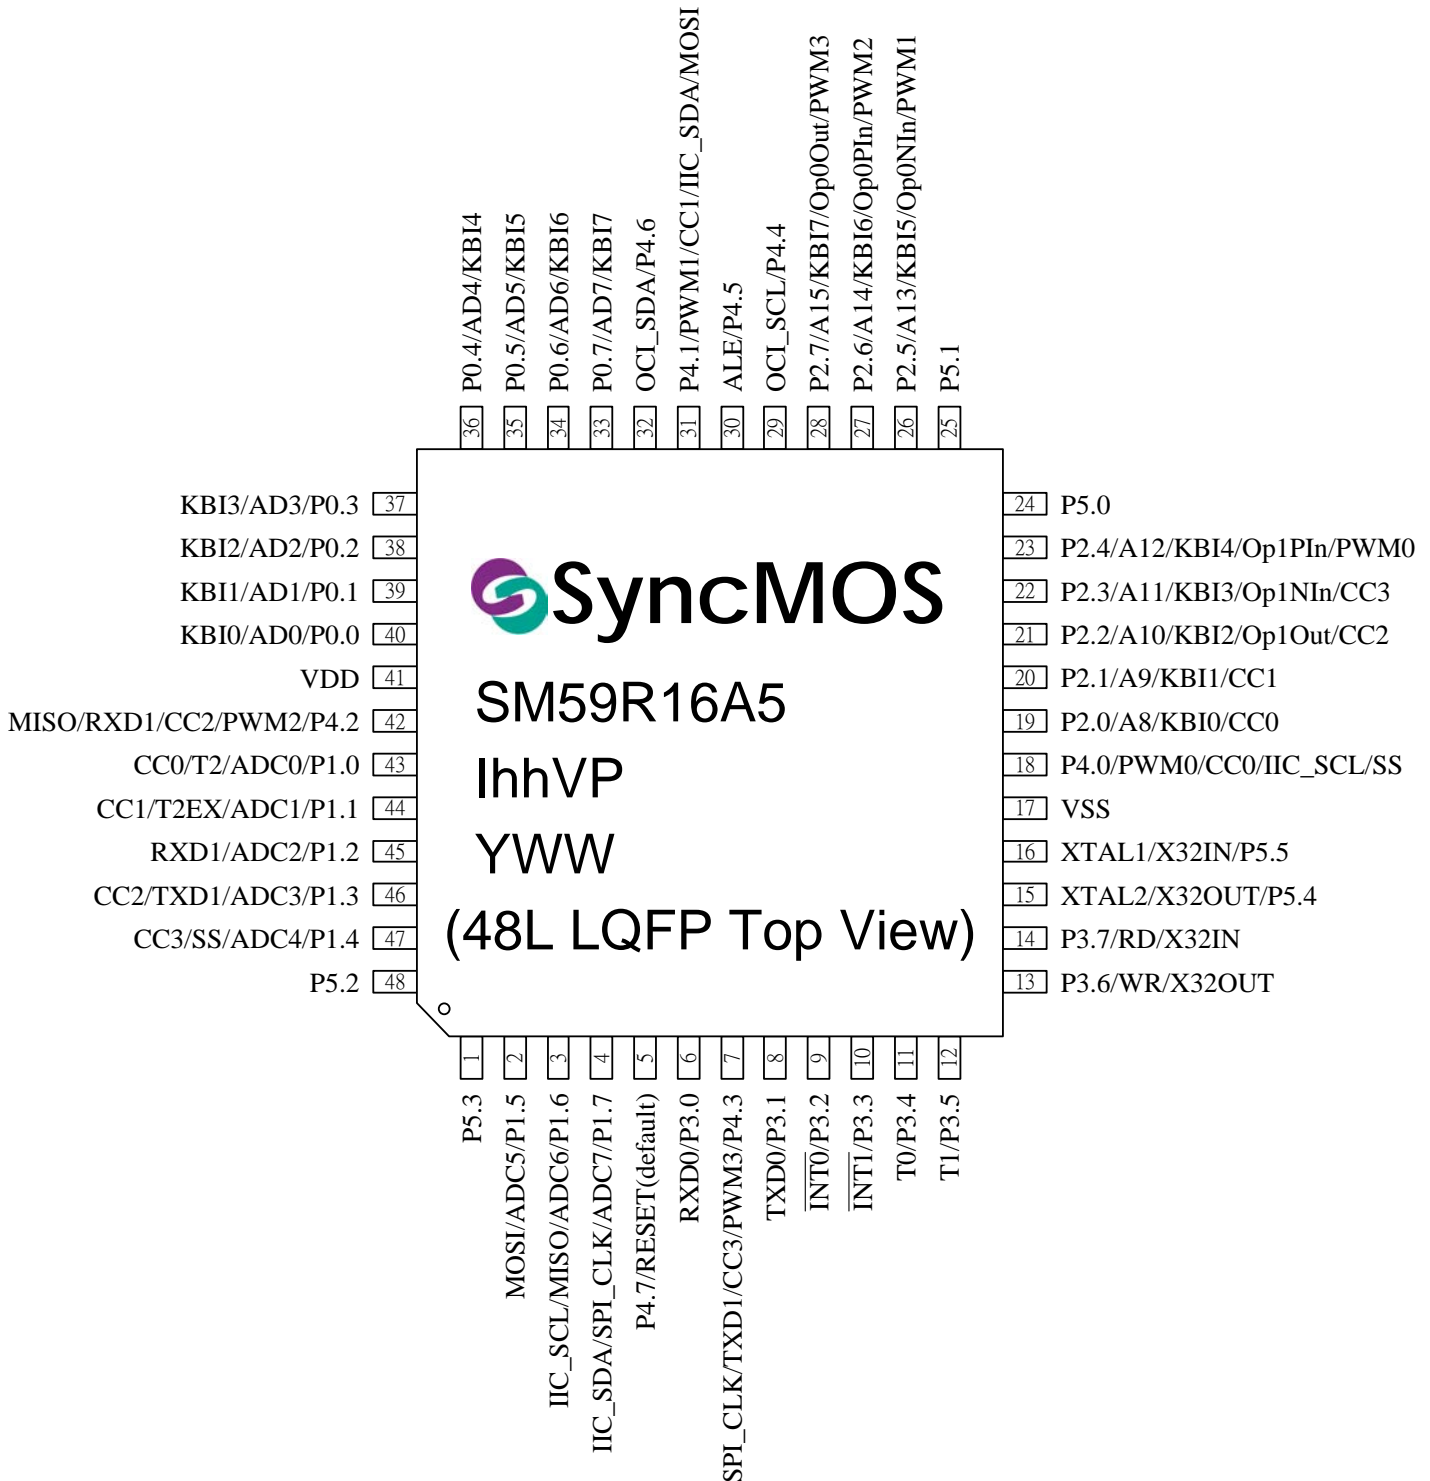 P0.4/AD4/KBI4
P0.5/AD5/KBI5
P0.6/AD6/KBI6
P0.7/AD7/KBI7
OCI_SDA/P4.6
P4.1/PWM1/CC1/IIC_SDA/MOSI
ALE/P4.5
OCI_SCL/P4.4
P2.7/A15/KBI7/Op0Out/PWM3
P2.6/A14/KBI6/Op0PIn/PWM2
P2.5/A13/KBI5/Op0NIn/PWM1
P5.1
36 35 34 33 32 31 30 29 28 27 26 25
KBI3/AD3/P0.3 37
KBI2/AD2/P0.2 38
KBI1/AD1/P0.1 39
KBI0/AD0/P0.0 40
VDD 41
MISO/RXD1/CC2/PWM2/P4.2 42
CC0/T2/ADC0/P1.0 43
CC1/T2EX/ADC1/P1.1 44
RXD1/ADC2/P1.2 45
CC2/TXD1/ADC3/P1.3 46
CC3/SS/ADC4/P1.4 47
P5.2 48
SyncMOS
SM59R16A5
IhhVP
YWW
(48L LQFP Top View)
24 P5.0
23 P2.4/A12/KBI4/Op1PIn/PWM0
22 P2.3/A11/KBI3/Op1NIn/CC3
21 P2.2/A10/KBI2/Op1Out/CC2
20 P2.1/A9/KBI1/CC1
19 P2.0/A8/KBI0/CC0
18 P4.0/PWM0/CC0/IIC_SCL/SS
17 VSS
16 XTAL1/X32IN/P5.5
15 XTAL2/X32OUT/P5.4
14 P3.7/RD/X32IN
13 P3.6/WR/X32OUT
1 2 3 4 5 6 7 8 9 10 11 12
P5.3
MOSI/ADC5/P1.5
IIC_SCL/MISO/ADC6/P1.6
IIC_SDA/SPI_CLK/ADC7/P1.7
P4.7/RESET(default)
RXD0/P3.0
SPI_CLK/TXD1/CC3/PWM3/P4.3
TXD0/P3.1
INT0/P3.2
INT1/P3.3
T0/P3.4
T1/P3.5